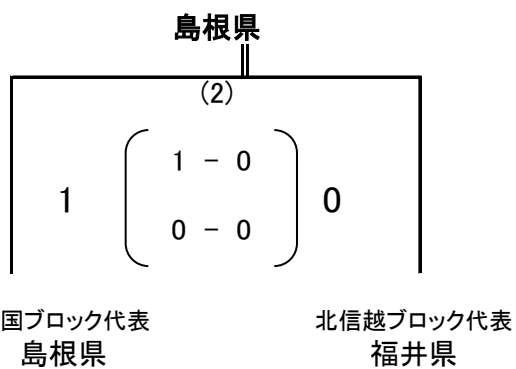 島根県
(2)
1 - 0
1 0
0 - 0
国ブロック代表 北信越ブロック代表
島根県 福井県